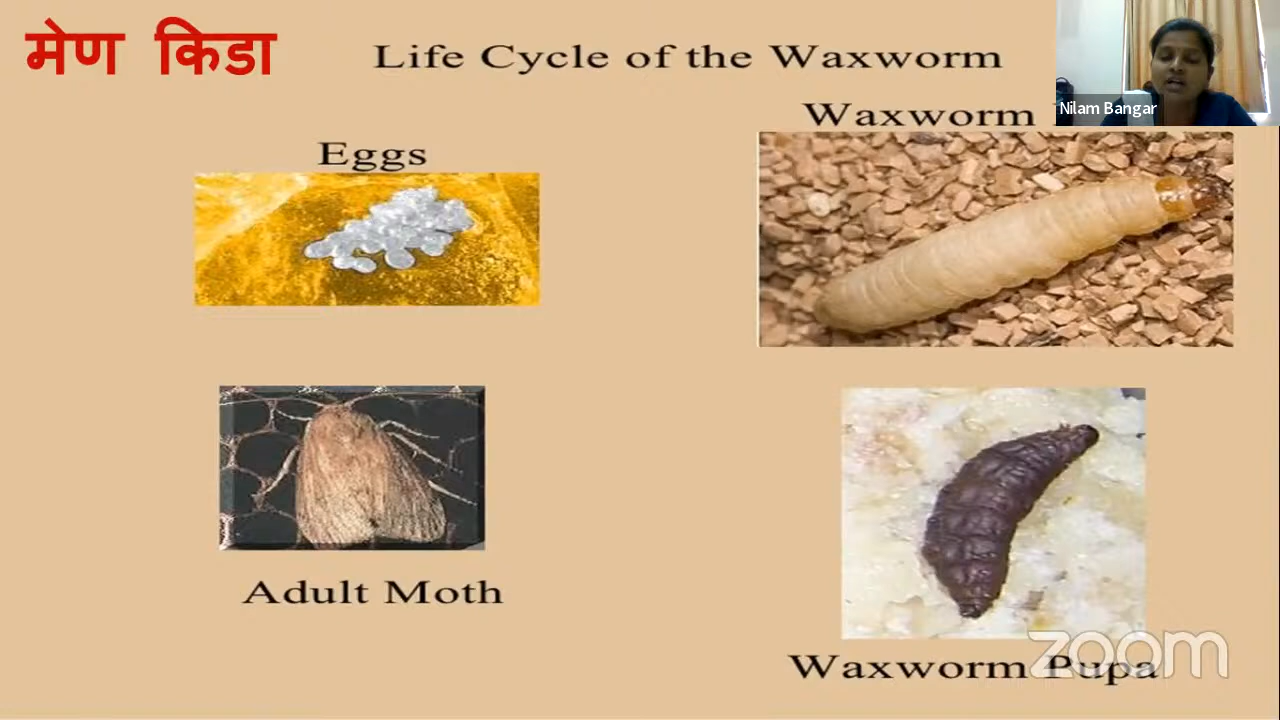 मेण किडा
Life Cycle of the Waxworm
Nilam Bangar
Waxworm
Eggs
Adult Moth
Waxworm Pupa
zoom